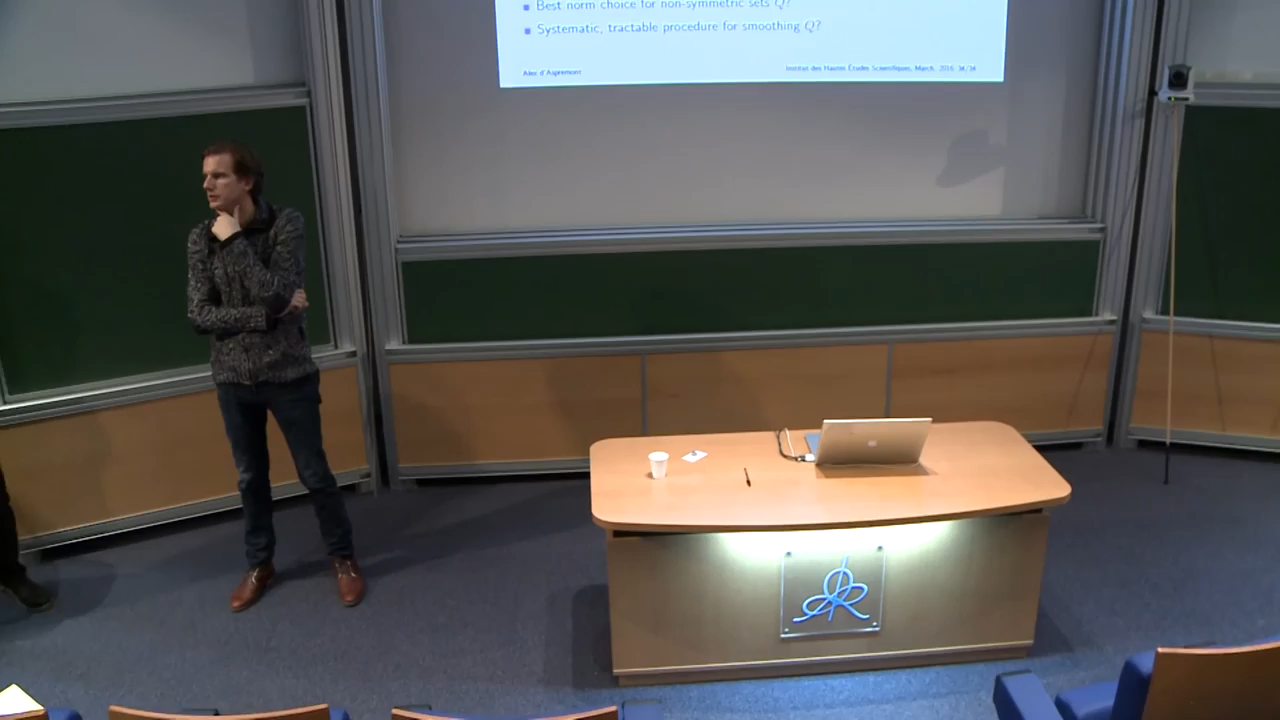 Best norm choice for non-symmetric sets Q?
Systematic, tractable procedure for smoothing Q?
Alex d'Aspremont
Institut des Hautes Études Scientifiques, March, 2016 34/34